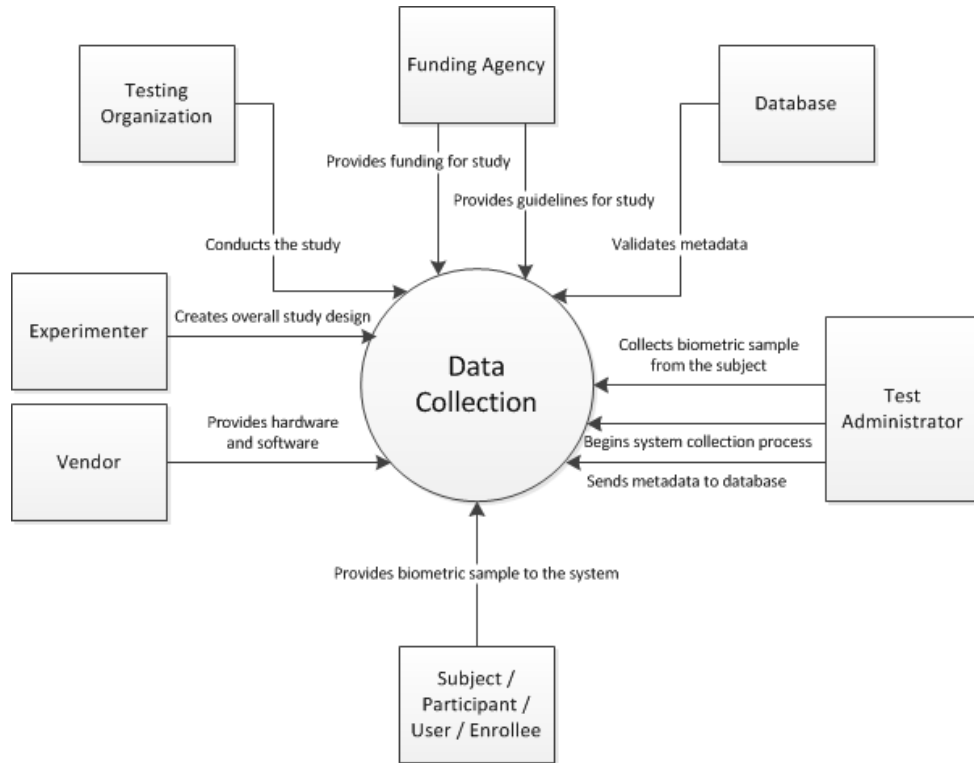 Funding Agency
Testing
Organization
Database
Provides funding for study
Provides guidelines for study
Conducts the study
Validates metadata
Experimenter
Creates overall study design
Data
Collection
Collects biometric sample
from the subject
Test
Administrator
Vendor
Provides hardware
and software
Begins system collection process
Sends metadata to database
Provides biometric sample to the system
Subject /
Participant /
User / Enrollee